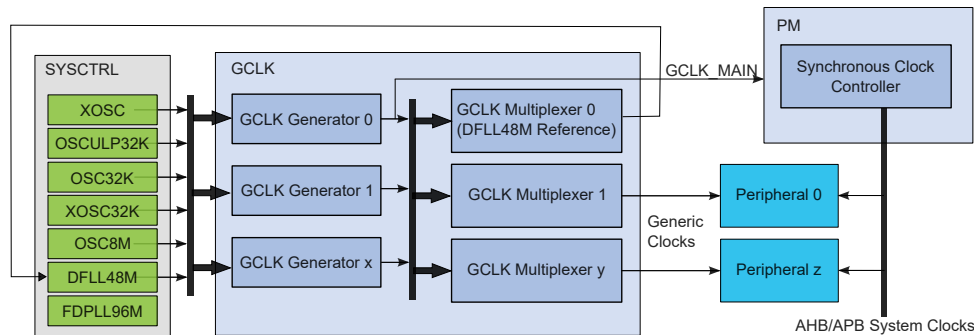 SYSCTRL
XOSC
OSCULP32K
OSC32K
XOSC32K
OSC8M
DFLL48M
FDPLL96M
GCLK
GCLK Generator 0
GCLK Generator 1
GCLK Generator x
GCLK Multiplexer 0
(DFLL48M Reference)
GCLK Multiplexer 1
GCLK Multiplexer y
GCLK_MAIN
PM
Synchronous Clock
Controller
Generic
Clocks
Peripheral 0
Peripheral z
AHB/APB System Clocks